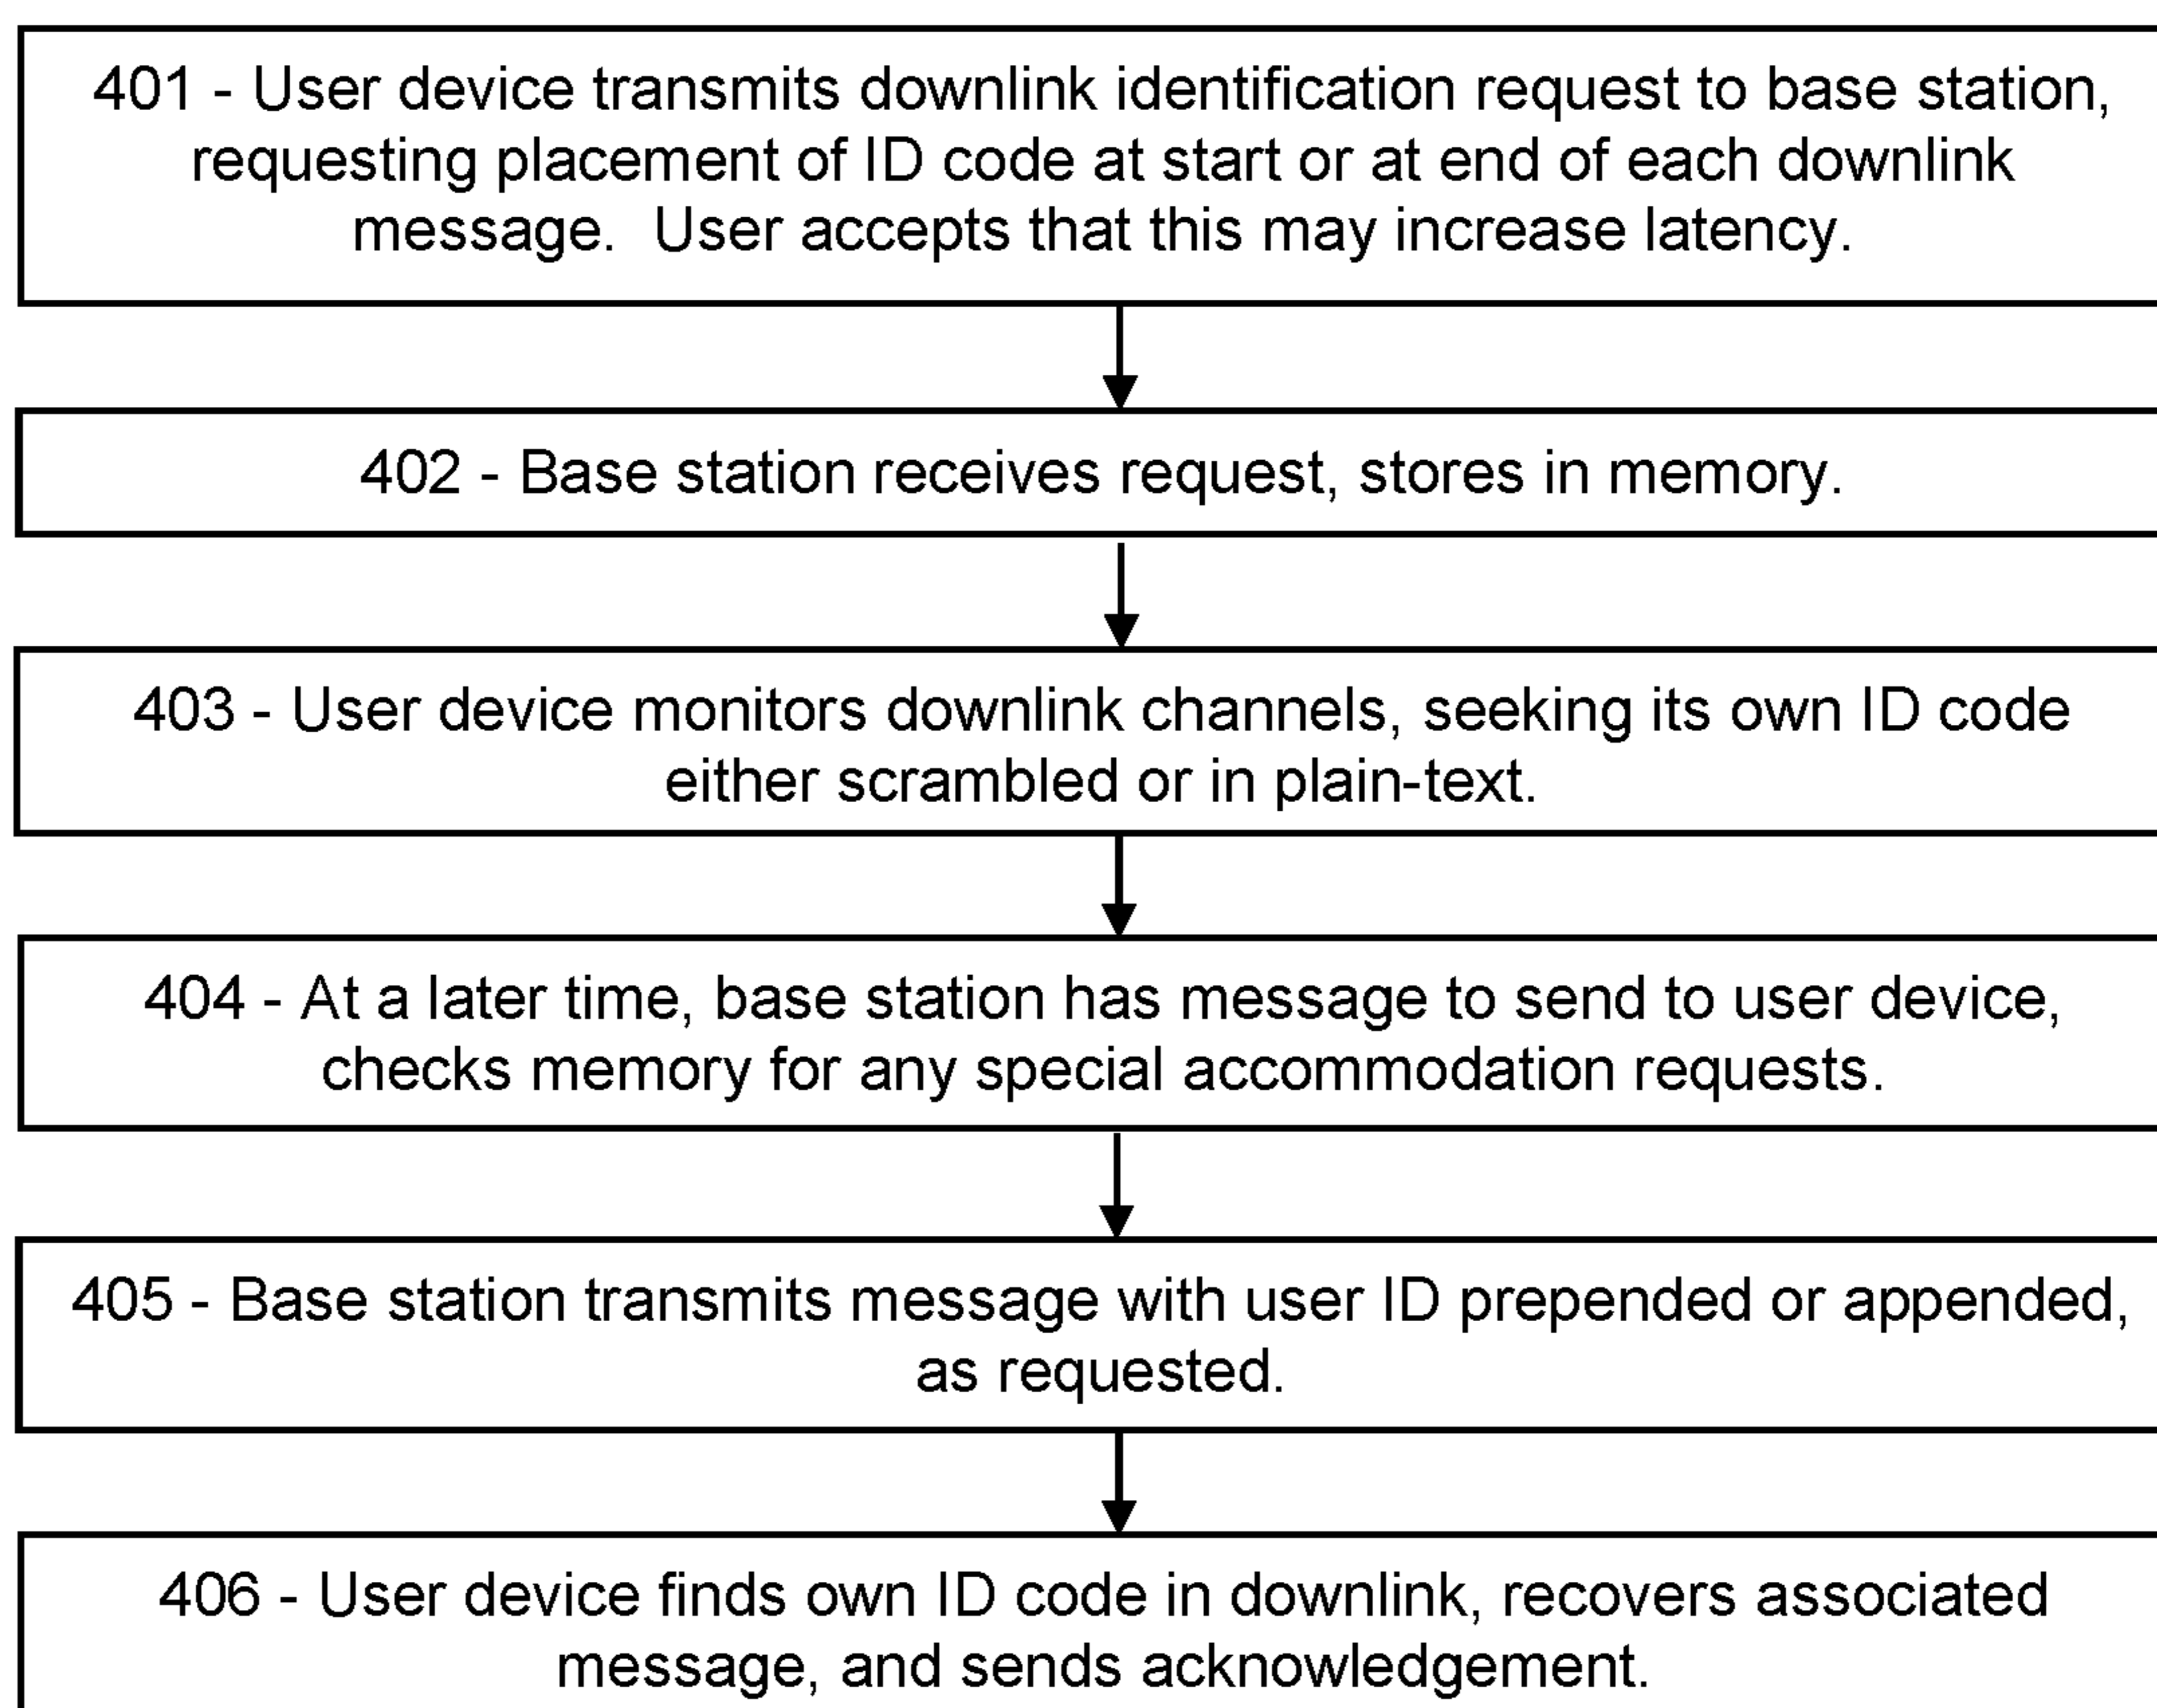 401 - User device transmits downlink identification request to base station,
requesting placement of ID code at start or at end of each downlink
message.  User accepts that this may increase latency.
402 - Base station receives request, stores in memory.
403 - User device monitors downlink channels, seeking its own ID code
either scrambled or in plain-text.
404 - At a later time, base station has message to send to user device,
checks memory for any special accommodation requests.
405 - Base station transmits message with user ID prepended or appended,
as requested.
406 - User device finds own ID code in downlink, recovers associated
message, and sends acknowledgement.